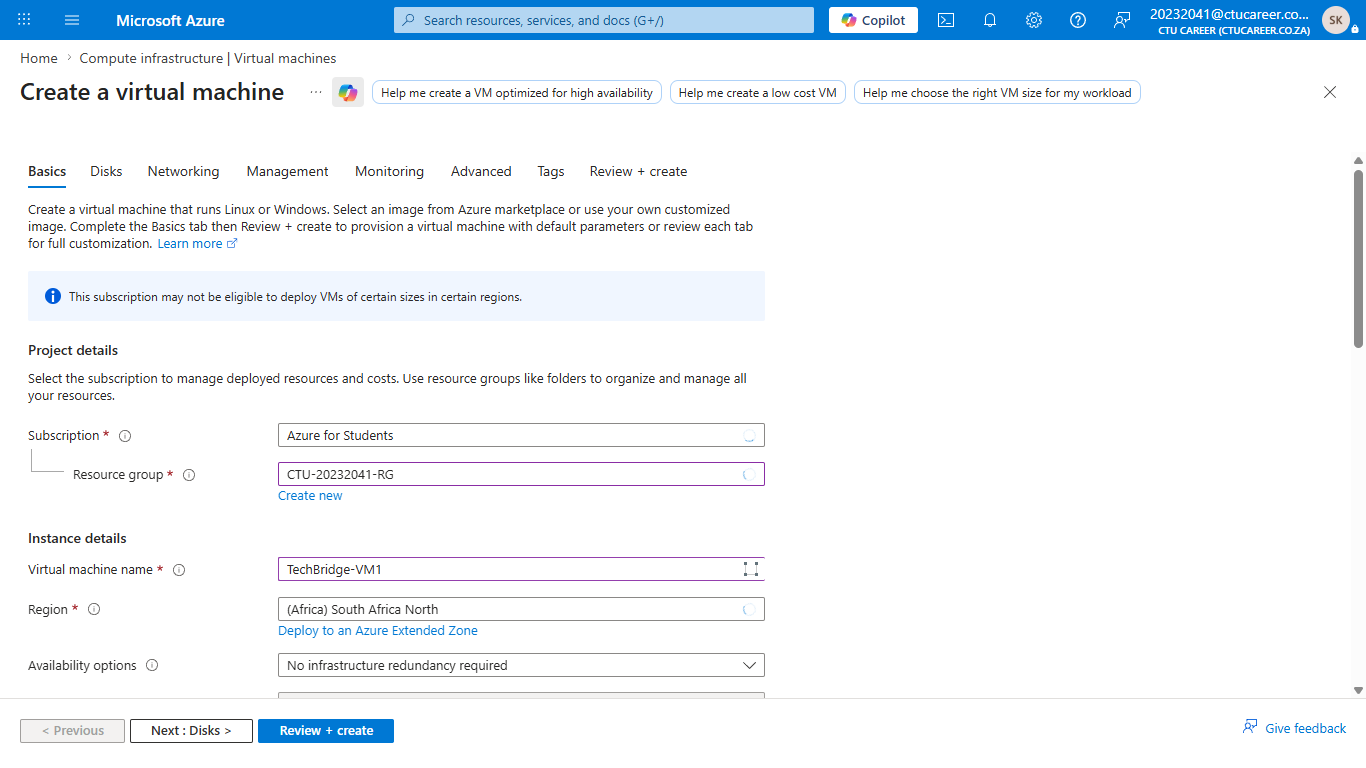 Microsoft Azure
Search resources, services, and docs (G+/)
Copilot
20232041@ctucareer.co...
CTU CAREER (CTUCAREER.CO.ZA)
SK
Home > Compute infrastructure | Virtual machines
Create a virtual machine ...
Help me create a VM optimized for high availability
Help me create a low cost VM
Help me choose the right VM size for my workload
Basics Disks Networking Management Monitoring Advanced Tags Review + create
Create a virtual machine that runs Linux or Windows. Select an image from Azure marketplace or use your own customized
image. Complete the Basics tab then Review + create to provision a virtual machine with default parameters or review each tab
for full customization. Learn more
This subscription may not be eligible to deploy VMs of certain sizes in certain regions.
Project details
Select the subscription to manage deployed resources and costs. Use resource groups like folders to organize and manage all
your resources.
Subscription *
Azure for Students
Resource group *
CTU-20232041-RG
Create new
Instance details
Virtual machine name *
TechBridge-VM1
Region *
(Africa) South Africa North
Deploy to an Azure Extended Zone
Availability options
No infrastructure redundancy required
< Previous
Next : Disks >
Review + create
Give feedback